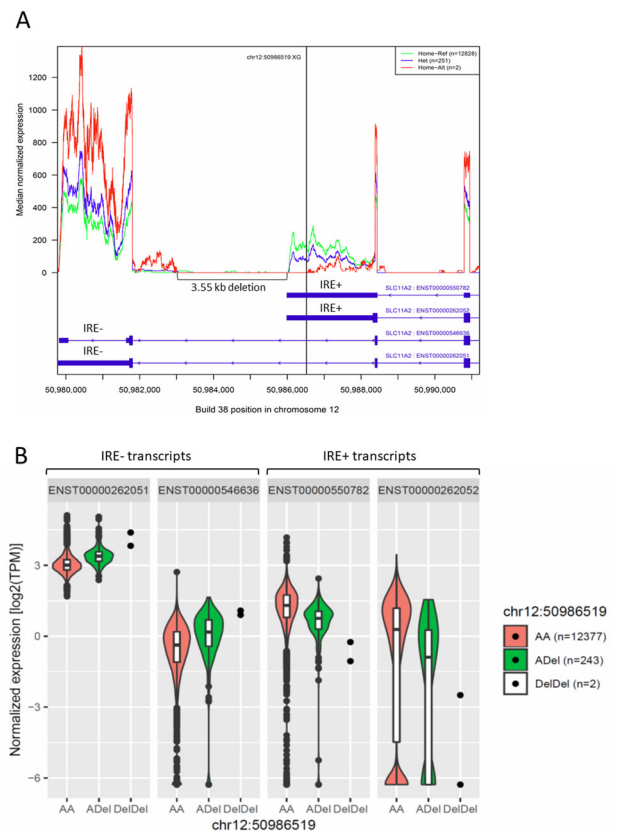 A
chr12:50986519:XG
Home-Ref (n=12828)
Het (n=251)
Home-Alt (n=2)
Median normalized expression
1200
1000
800
600
400
200
0
3.55 kb deletion
IRE+
SLC11A2 : ENST00000550782
IRE+
SLC11A2 : ENST00000262052
IRE-
SLC11A2 : ENST00000546636
IRE-
SLC11A2 : ENST00000262051
50,980,000 50,982,000 50,984,000 50,986,000 50,988,000 50,990,000
Build 38 position in chromosome 12
B
IRE- transcripts IRE+ transcripts
ENST00000262051 ENST00000546636 ENST00000550782 ENST00000262052
Normalized expression [log2(TPM)]
3
0
-3
-6
AA ADel DelDel AA ADel DelDel AA ADel DelDel AA ADel DelDel
chr12:50986519
chr12:50986519
AA (n=12377)
ADel (n=243)
DelDel (n=2)